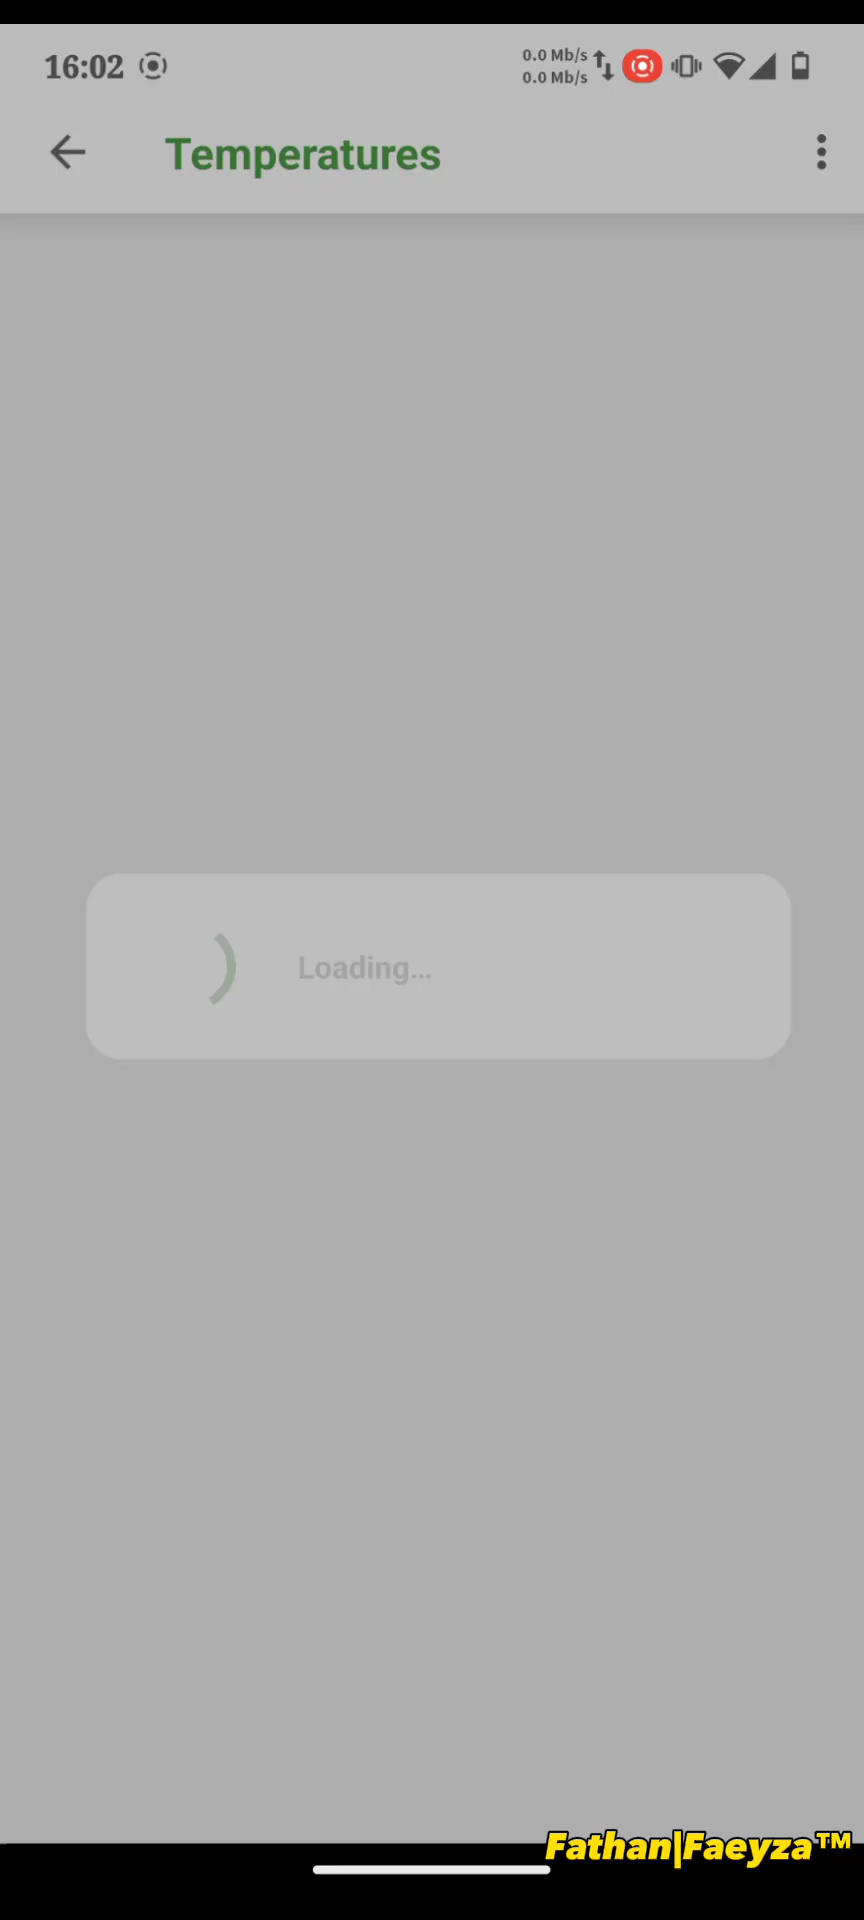 16:02
0.0 Mb/s
0.0 Mb/s
Temperatures
Loading...
Fathan|Faeyza™